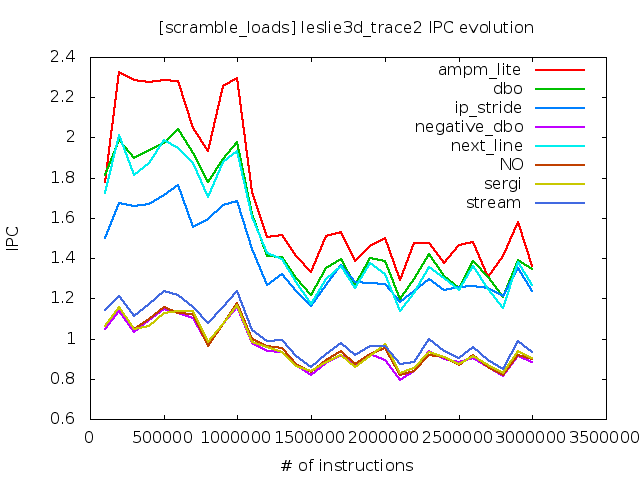 [scramble_loads] leslie3d_trace2 IPC evolution
2.4
2.2
2
1.8
1.6
1.4
1.2
1
0.8
0.6
IPC
ampm_lite
dbo
ip_stride
negative_dbo
next_line
NO
sergi
stream
0 500000 1000000 1500000 2000000 2500000 3000000 3500000
# of instructions